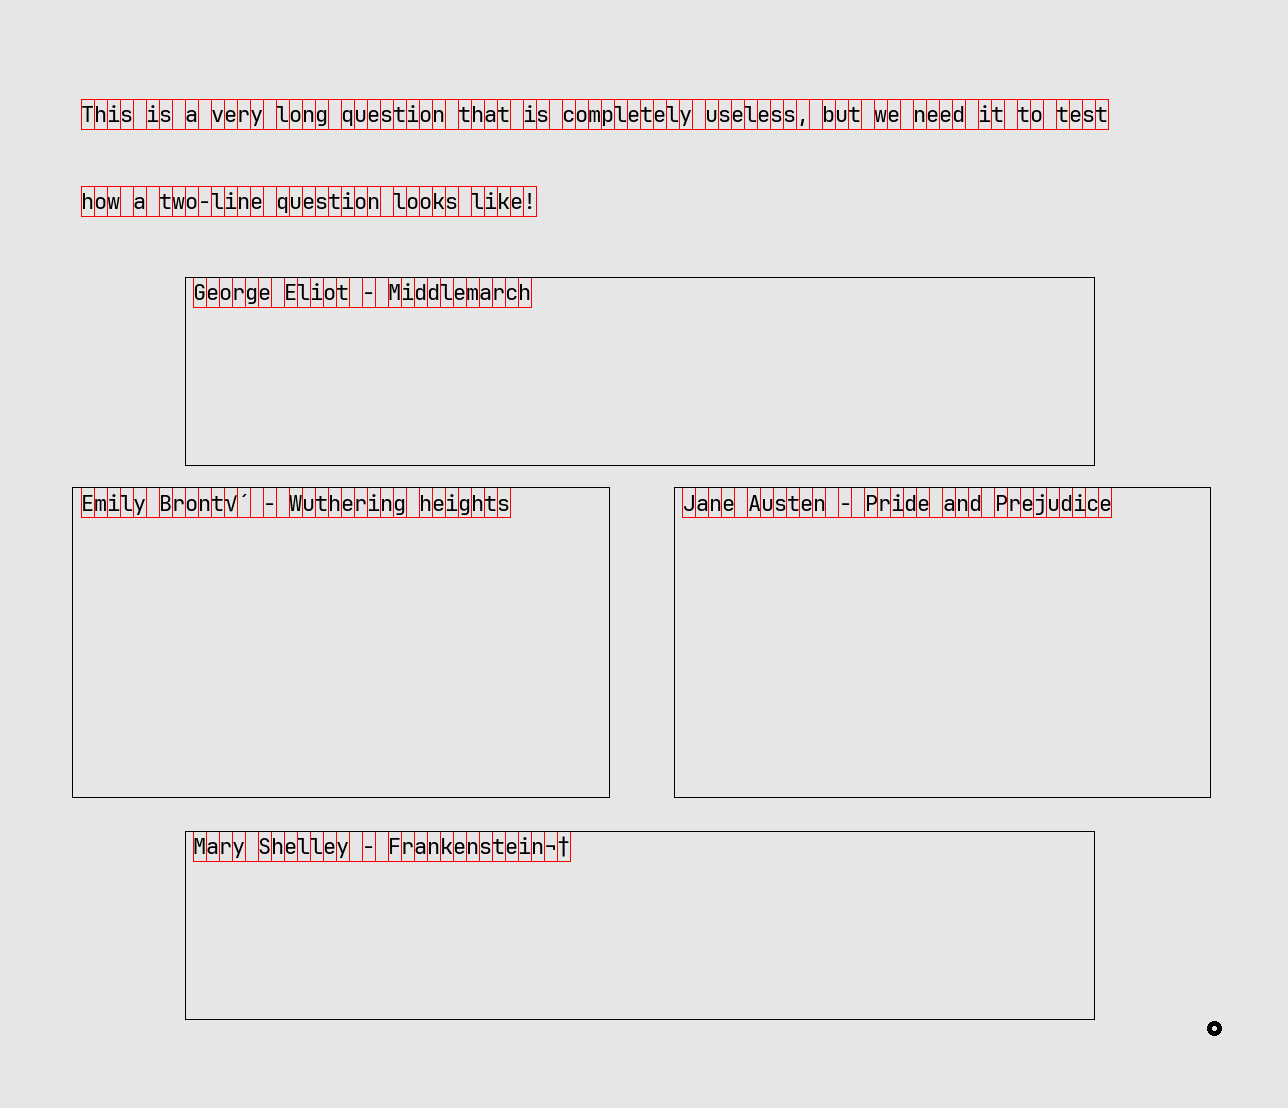 This is a very long question that is completely useless, but we need it to test
how a two-line question looks like!
George Eliot - Middlemarch
Emily Bront√´ - Wuthering heights
Jane Austen - Pride and Prejudice
Mary Shelley - Frankenstein¬†